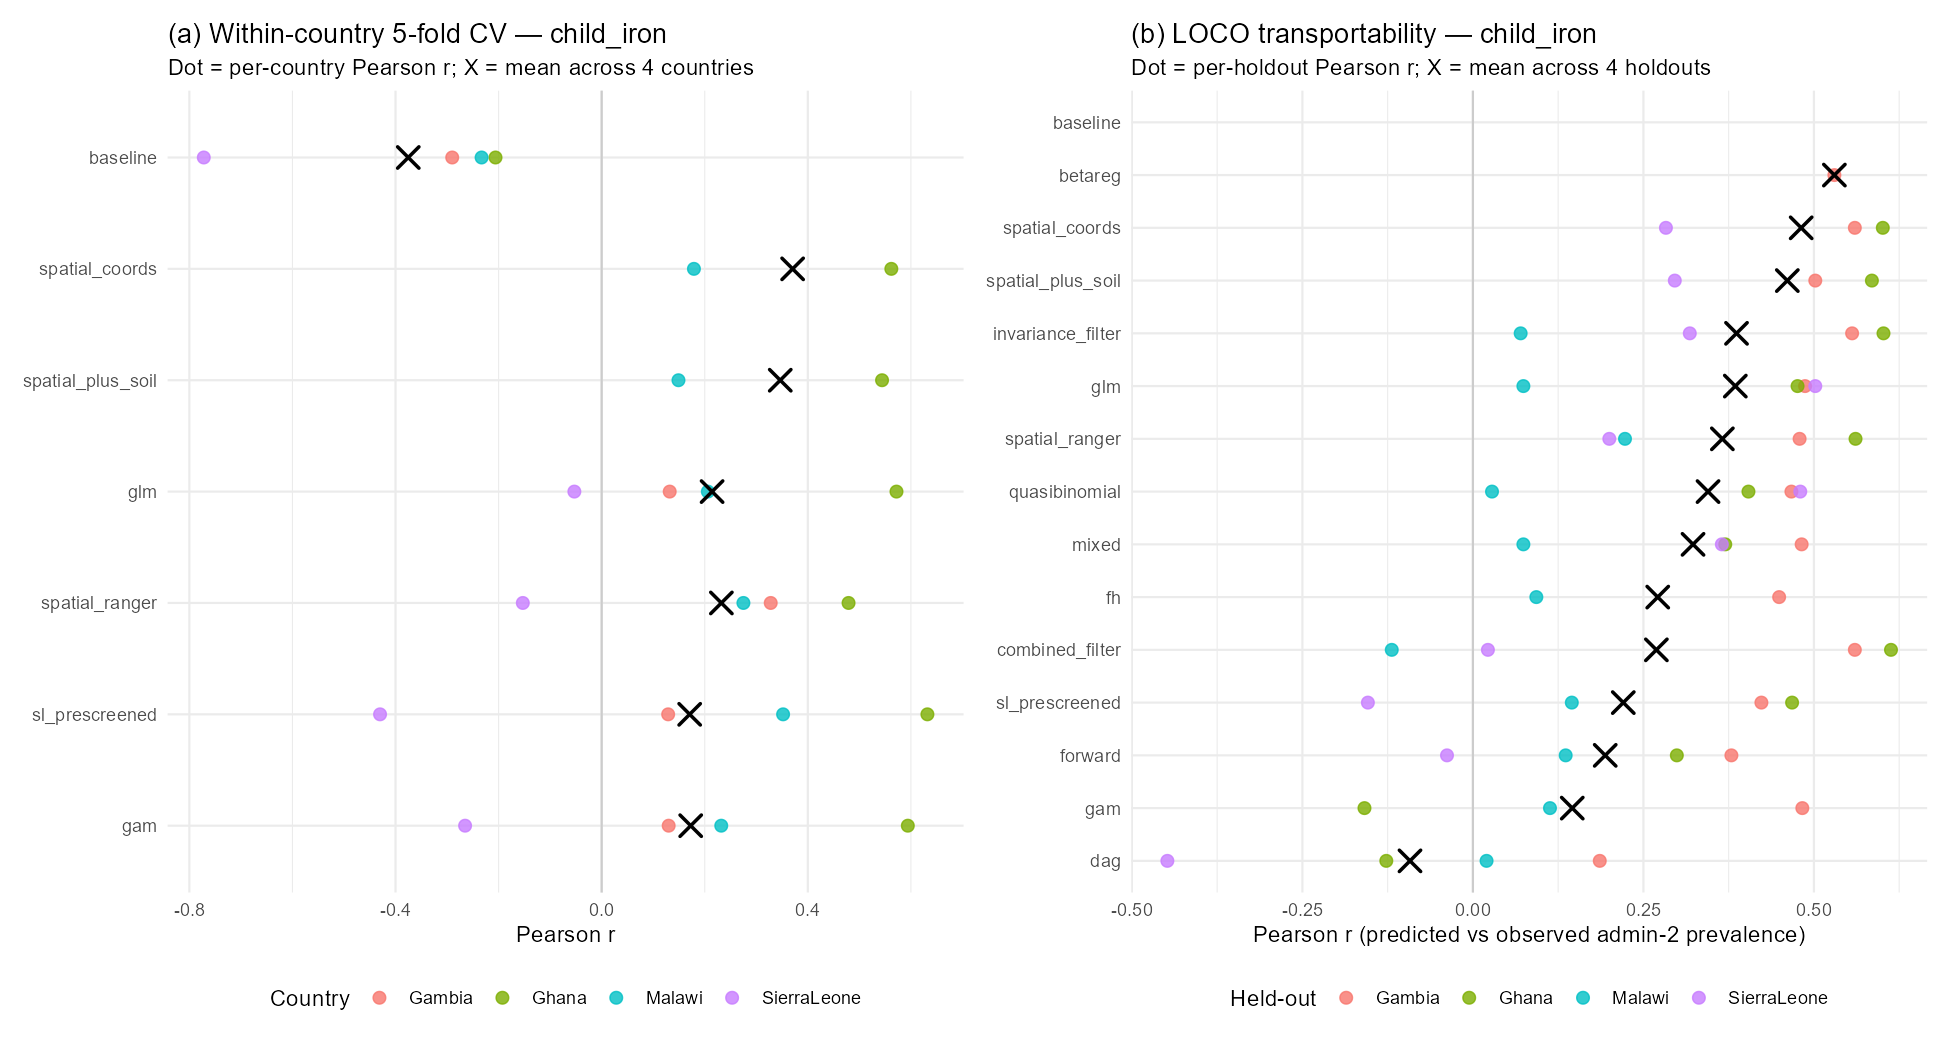 (a) Within-country 5-fold CV — child_iron
Dot = per-country Pearson r; X = mean across 4 countries
baseline
spatial_coords
spatial_plus_soil
glm
spatial_ranger
sl_prescreened
gam
-0.8
-0.4
0.0
0.4
Pearson r
Country
Gambia
Ghana
Malawi
SierraLeone
(b) LOCO transportability — child_iron
Dot = per-holdout Pearson r; X = mean across 4 holdouts
baseline
betareg
spatial_coords
spatial_plus_soil
invariance_filter
glm
spatial_ranger
quasibinomial
mixed
fh
combined_filter
sl_prescreened
forward
gam
dag
-0.50
-0.25
0.00
0.25
0.50
Pearson r (predicted vs observed admin-2 prevalence)
Held-out
Gambia
Ghana
Malawi
SierraLeone